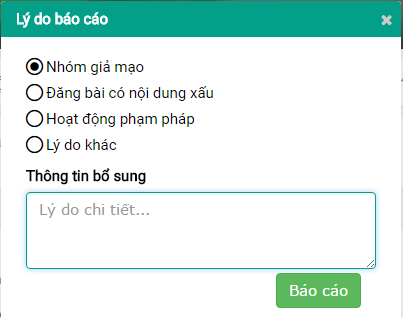 Lý do báo cáo
Nhóm giả mạo
Đăng bài có nội dung xấu
Hoạt động phạm pháp
Lý do khác
Thông tin bổ sung
Lý do chi tiết...
Báo cáo